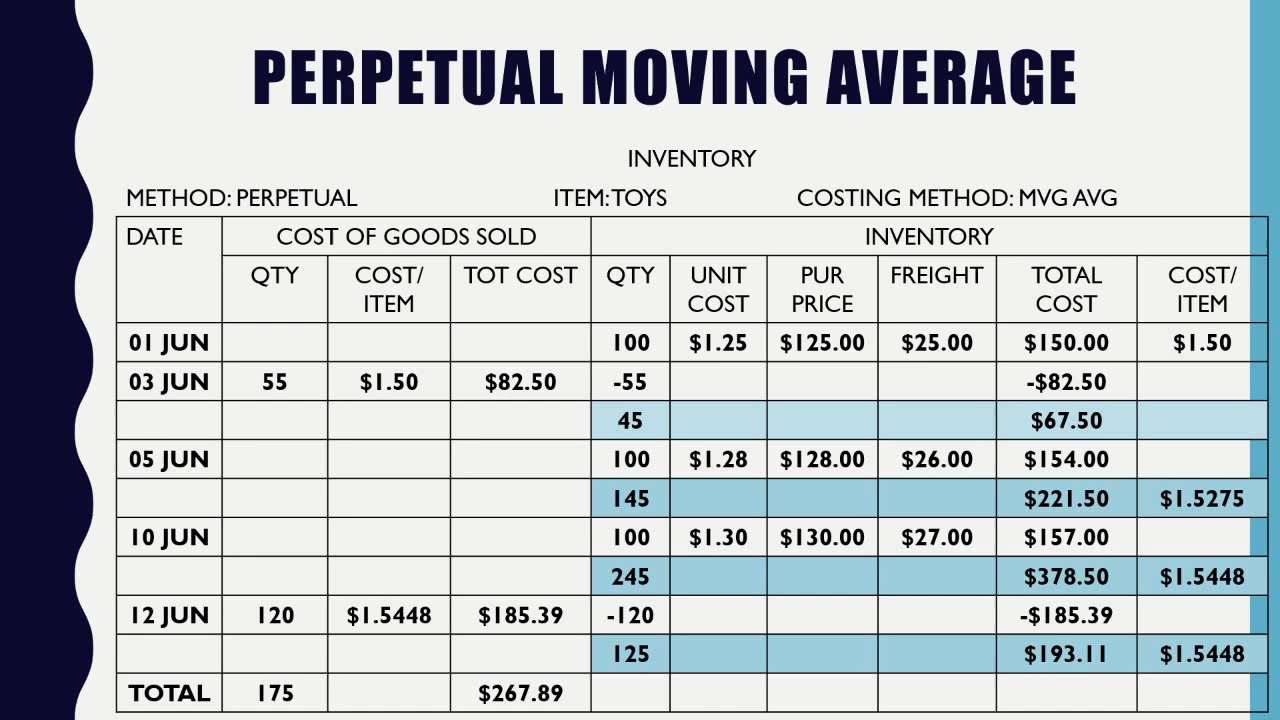 PERPETUAL MOVING AVERAGE
INVENTORY
METHOD: PERPETUAL ITEM: TOYS COSTING METHOD: MVG AVG
DATE COST OF GOODS SOLD INVENTORY
QTY COST/ TOT COST QTY UNIT PUR FREIGHT TOTAL COST/
ITEM COST PRICE COST ITEM
01 JUN 100 $1.25 $125.00 $25.00 $150.00 $1.50
03 JUN 55 $1.50 $82.50 -55 -$82.50
45 $67.50
05 JUN 100 $1.28 $128.00 $26.00 $154.00
145 $221.50 $1.5275
10 JUN 100 $1.30 $130.00 $27.00 $157.00
245 $378.50 $1.5448
12 JUN 120 $1.5448 $185.39 -120 -$185.39
125 $193.11 $1.5448
TOTAL 175 $267.89